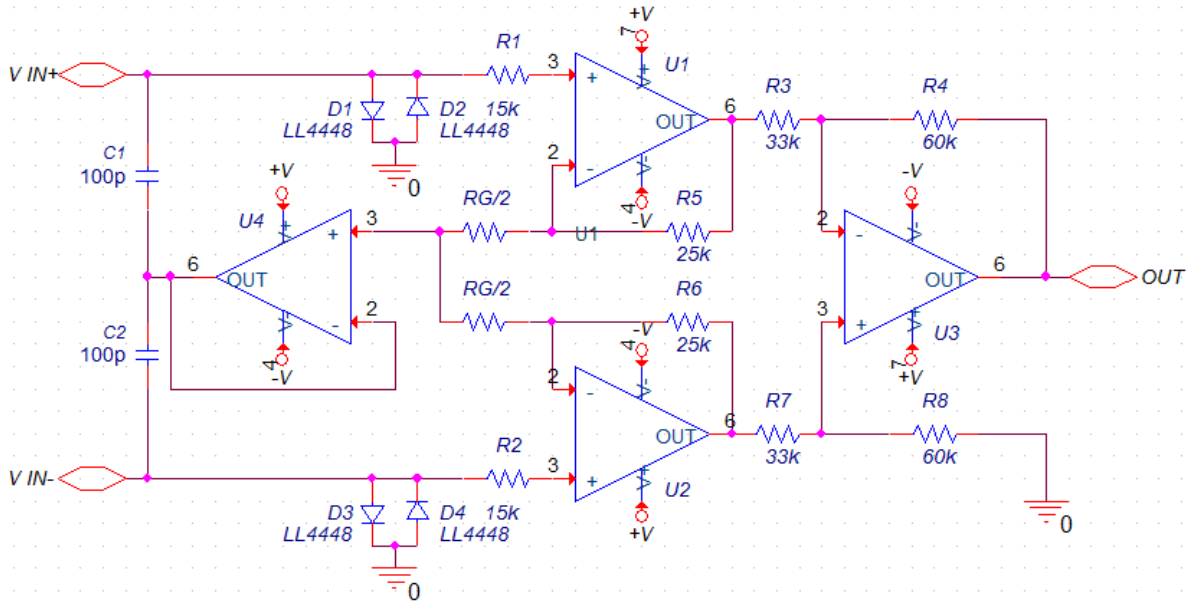 +V
7
R1
U1
V IN+
3
+
V+
R3
R4
D1
D2
15k
OUT
6
LL4448
LL4448
33k
60k
C1
2
-
V-
100p
0
+V
4
-V
-V
U4
RG/2
R5
V+
3
+
U1
2
-
V-
25k
6
OUT
6
OUT
OUT
RG/2
R6
C2
2
-
V-
-V
25k
3
+
V+
U3
100p
4
-V
4
V-
7
+V
2
-
R7
R8
OUT
6
R2
33k
60k
V IN-
3
+
V+
U2
D3
D4
15k
0
LL4448
LL4448
+V
0